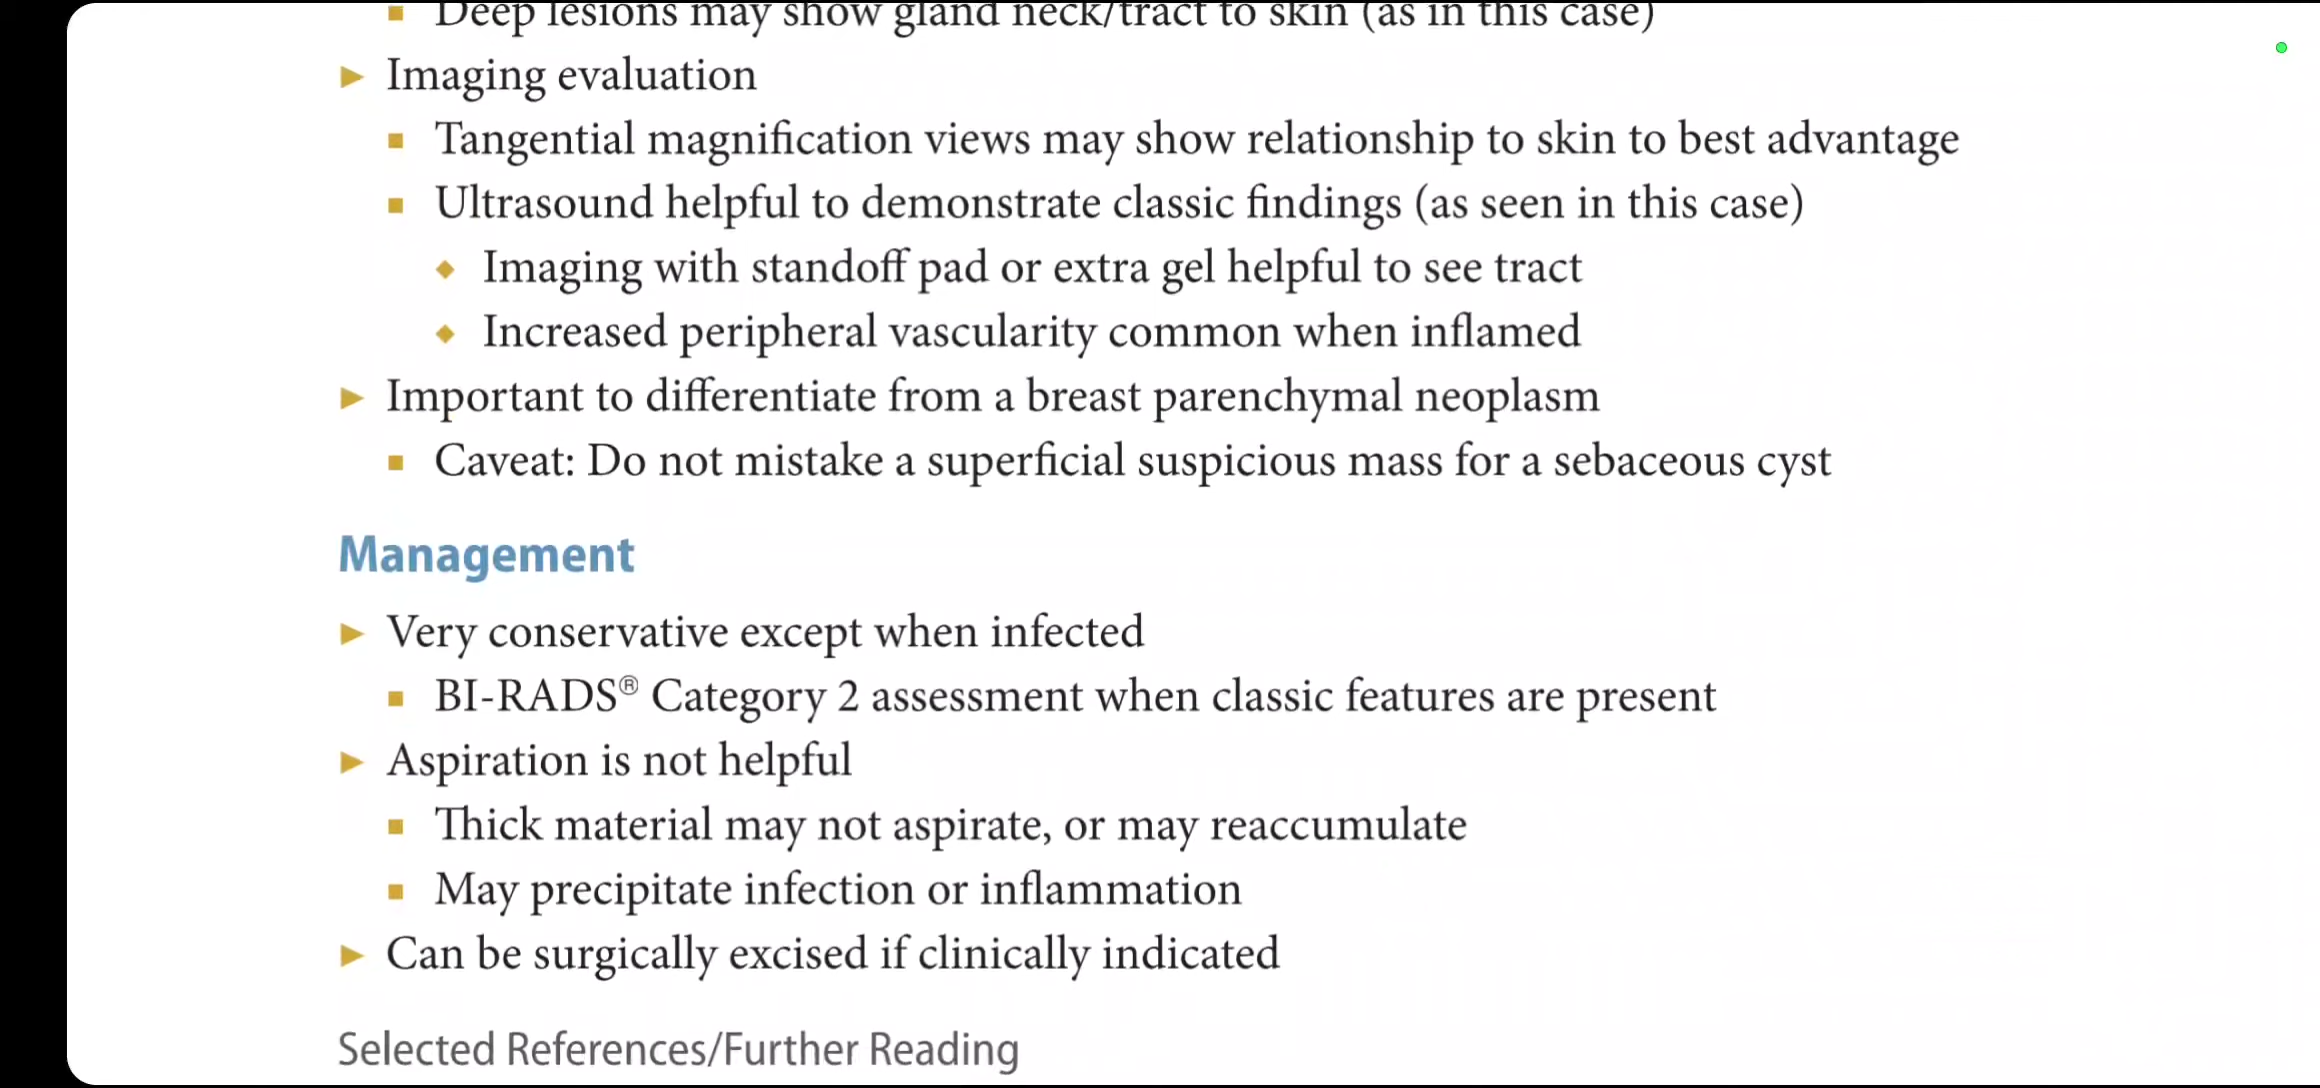 Deep lesions may show gland neck/tract to skin (as in this case)
► Imaging evaluation
■ Tangential magnification views may show relationship to skin to best advantage
■ Ultrasound helpful to demonstrate classic findings (as seen in this case)
◆ Imaging with standoff pad or extra gel helpful to see tract
◆ Increased peripheral vascularity common when inflamed
► Important to differentiate from a breast parenchymal neoplasm
■ Caveat: Do not mistake a superficial suspicious mass for a sebaceous cyst
Management
► Very conservative except when infected
■ BI-RADS® Category 2 assessment when classic features are present
► Aspiration is not helpful
■ Thick material may not aspirate, or may reaccumulate
■ May precipitate infection or inflammation
► Can be surgically excised if clinically indicated
Selected References/Further Reading